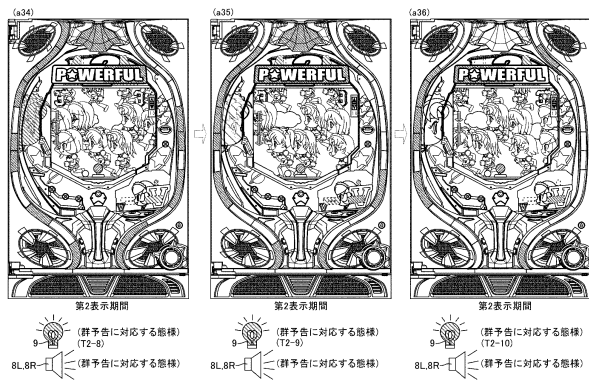 (a34)
(a35)
(a36)
POWERFUL
POWERFUL
POWERFUL
第2表示期間
第2表示期間
第2表示期間
9
(群予告に対応する態様)
(T2-8)
8L,8R
(群予告に対応する態様)
9
(群予告に対応する態様)
(T2-9)
8L,8R
(群予告に対応する態様)
9
(群予告に対応する態様)
(T2-10)
8L,8R
(群予告に対応する態様)